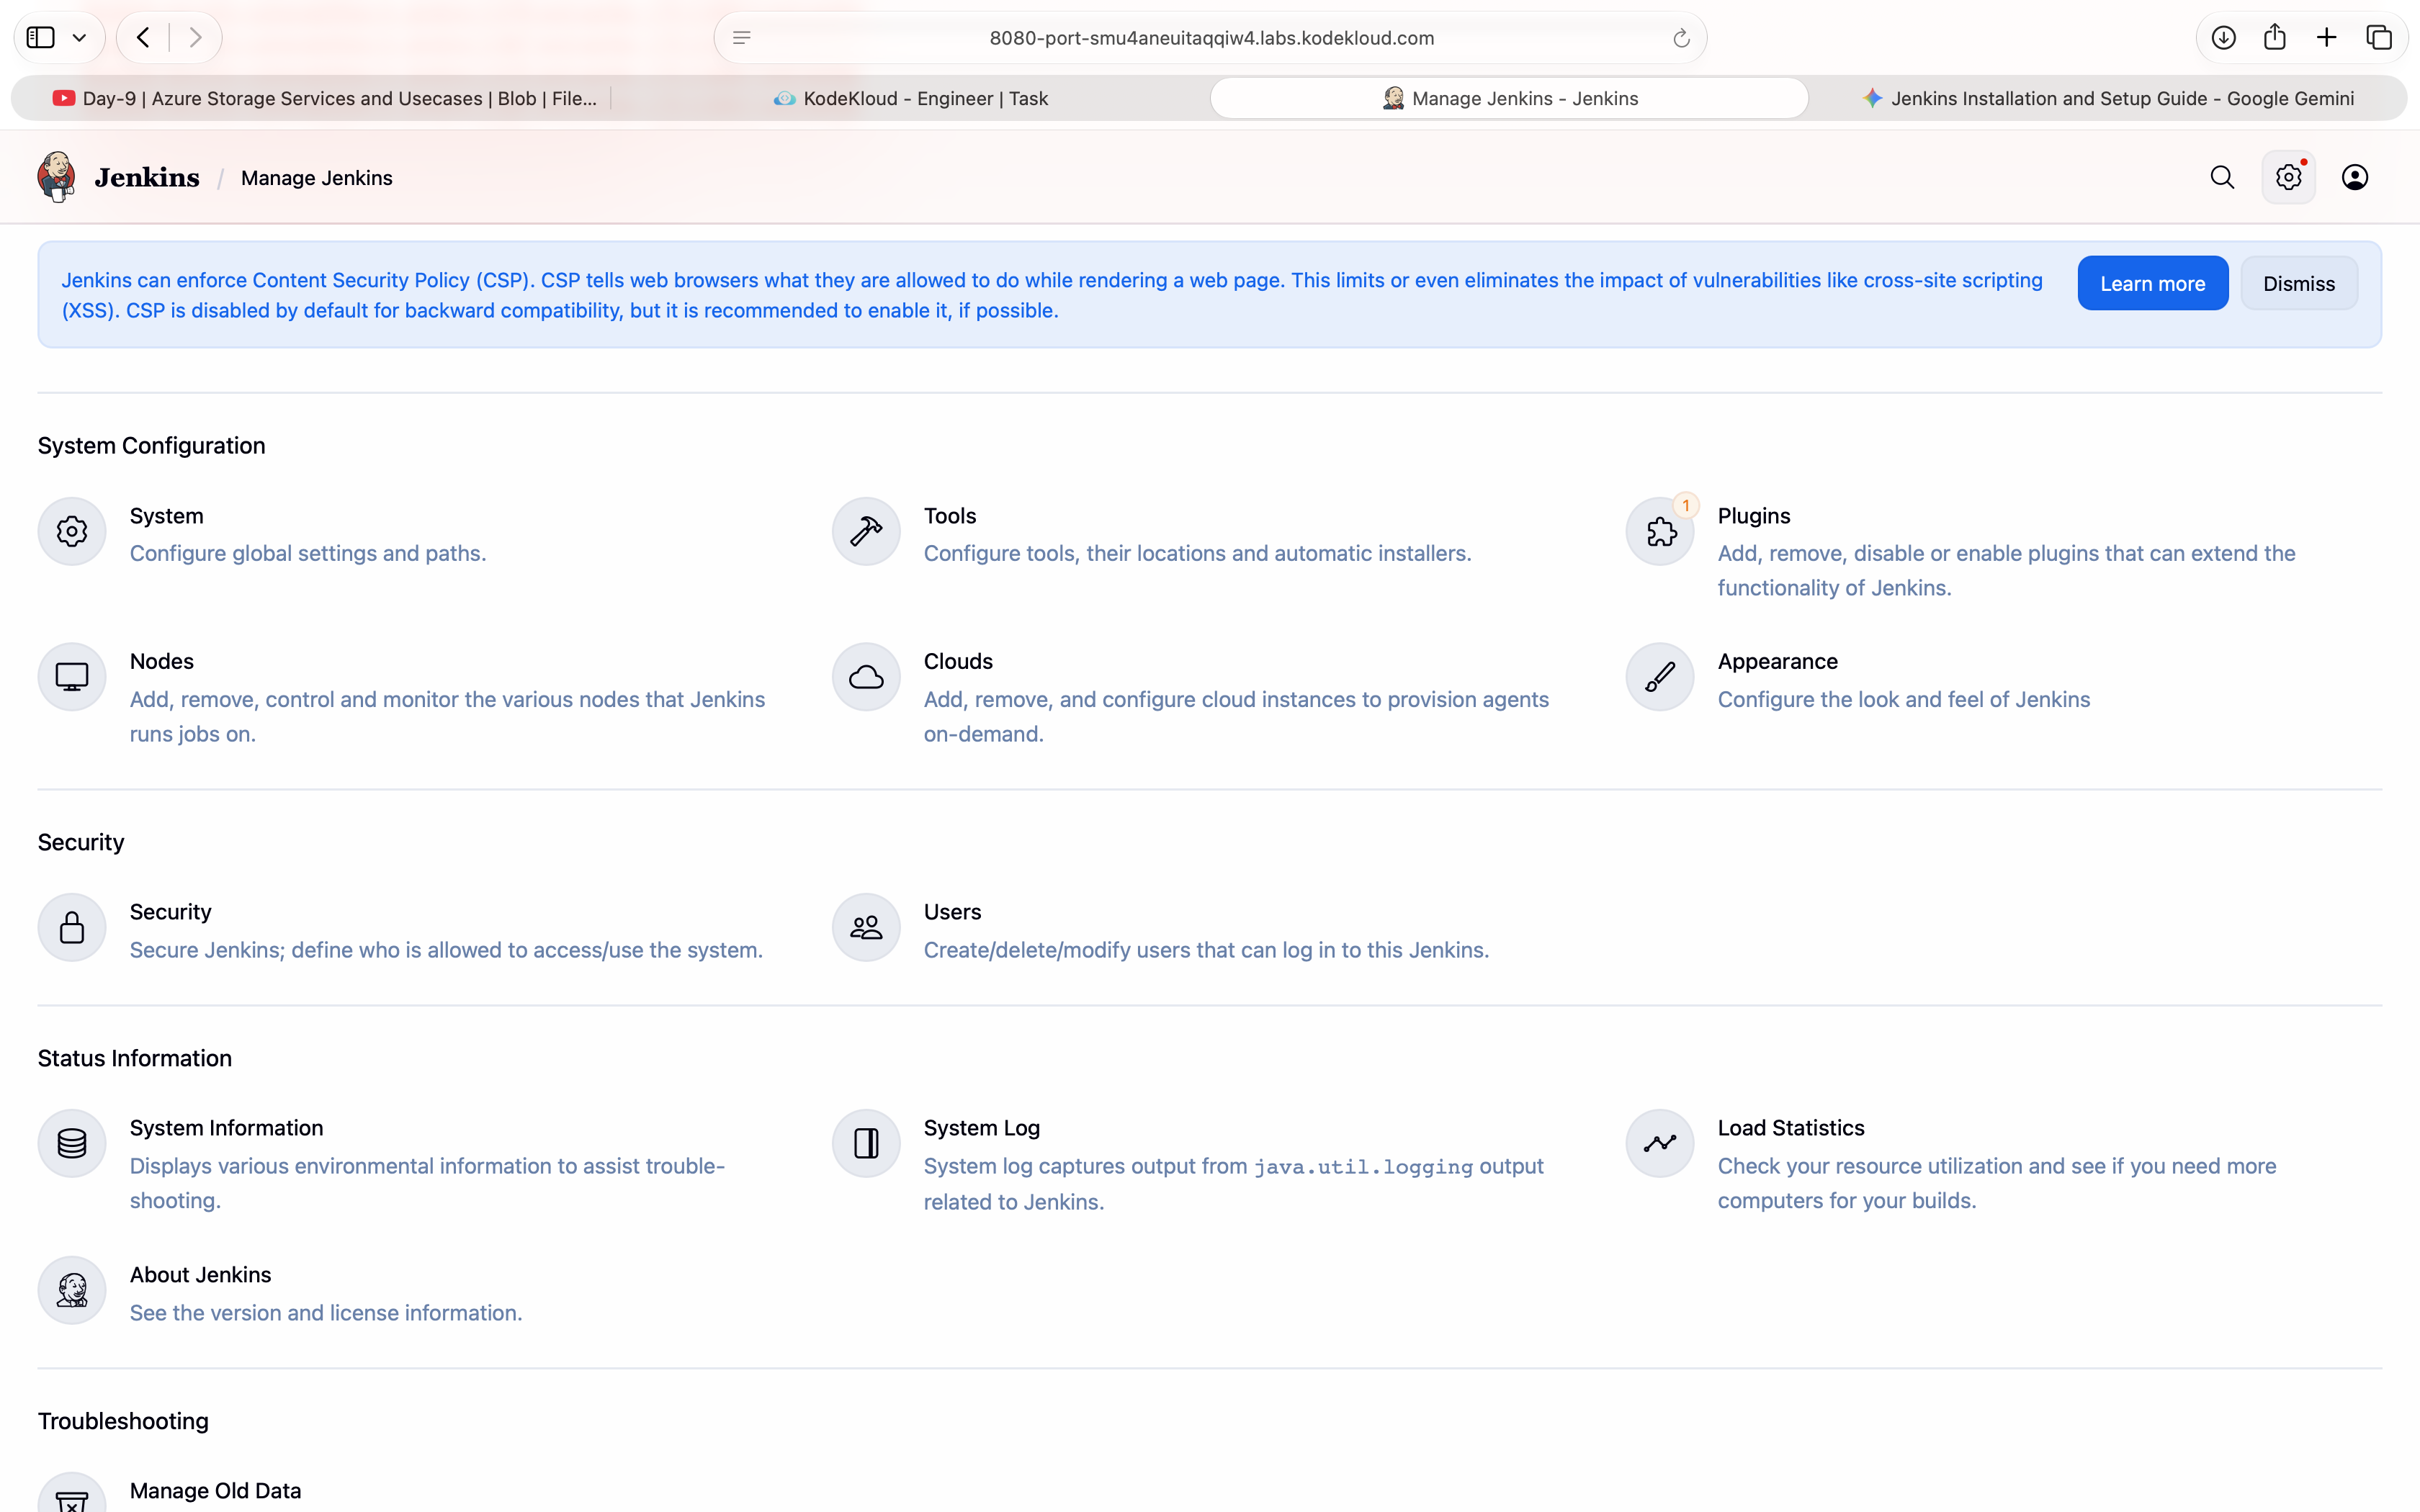 8080-port-smu4aneuitaqqiw4.labs.kodekloud.com
Day-9 | Azure Storage Services and Usecases | Blob | File...
KodeKloud - Engineer | Task
Manage Jenkins - Jenkins
Jenkins Installation and Setup Guide - Google Gemini
Jenkins / Manage Jenkins
Jenkins can enforce Content Security Policy (CSP). CSP tells web browsers what they are allowed to do while rendering a web page. This limits or even eliminates the impact of vulnerabilities like cross-site scripting
(XSS). CSP is disabled by default for backward compatibility, but it is recommended to enable it, if possible.
Learn more
Dismiss
System Configuration
System
Configure global settings and paths.
Tools
Configure tools, their locations and automatic installers.
1
Plugins
Add, remove, disable or enable plugins that can extend the
functionality of Jenkins.
Nodes
Add, remove, control and monitor the various nodes that Jenkins
runs jobs on.
Clouds
Add, remove, and configure cloud instances to provision agents
on-demand.
Appearance
Configure the look and feel of Jenkins
Security
Security
Secure Jenkins; define who is allowed to access/use the system.
Users
Create/delete/modify users that can log in to this Jenkins.
Status Information
System Information
Displays various environmental information to assist trouble-
shooting.
System Log
System log captures output from java.util.logging output
related to Jenkins.
Load Statistics
Check your resource utilization and see if you need more
computers for your builds.
About Jenkins
See the version and license information.
Troubleshooting
Manage Old Data